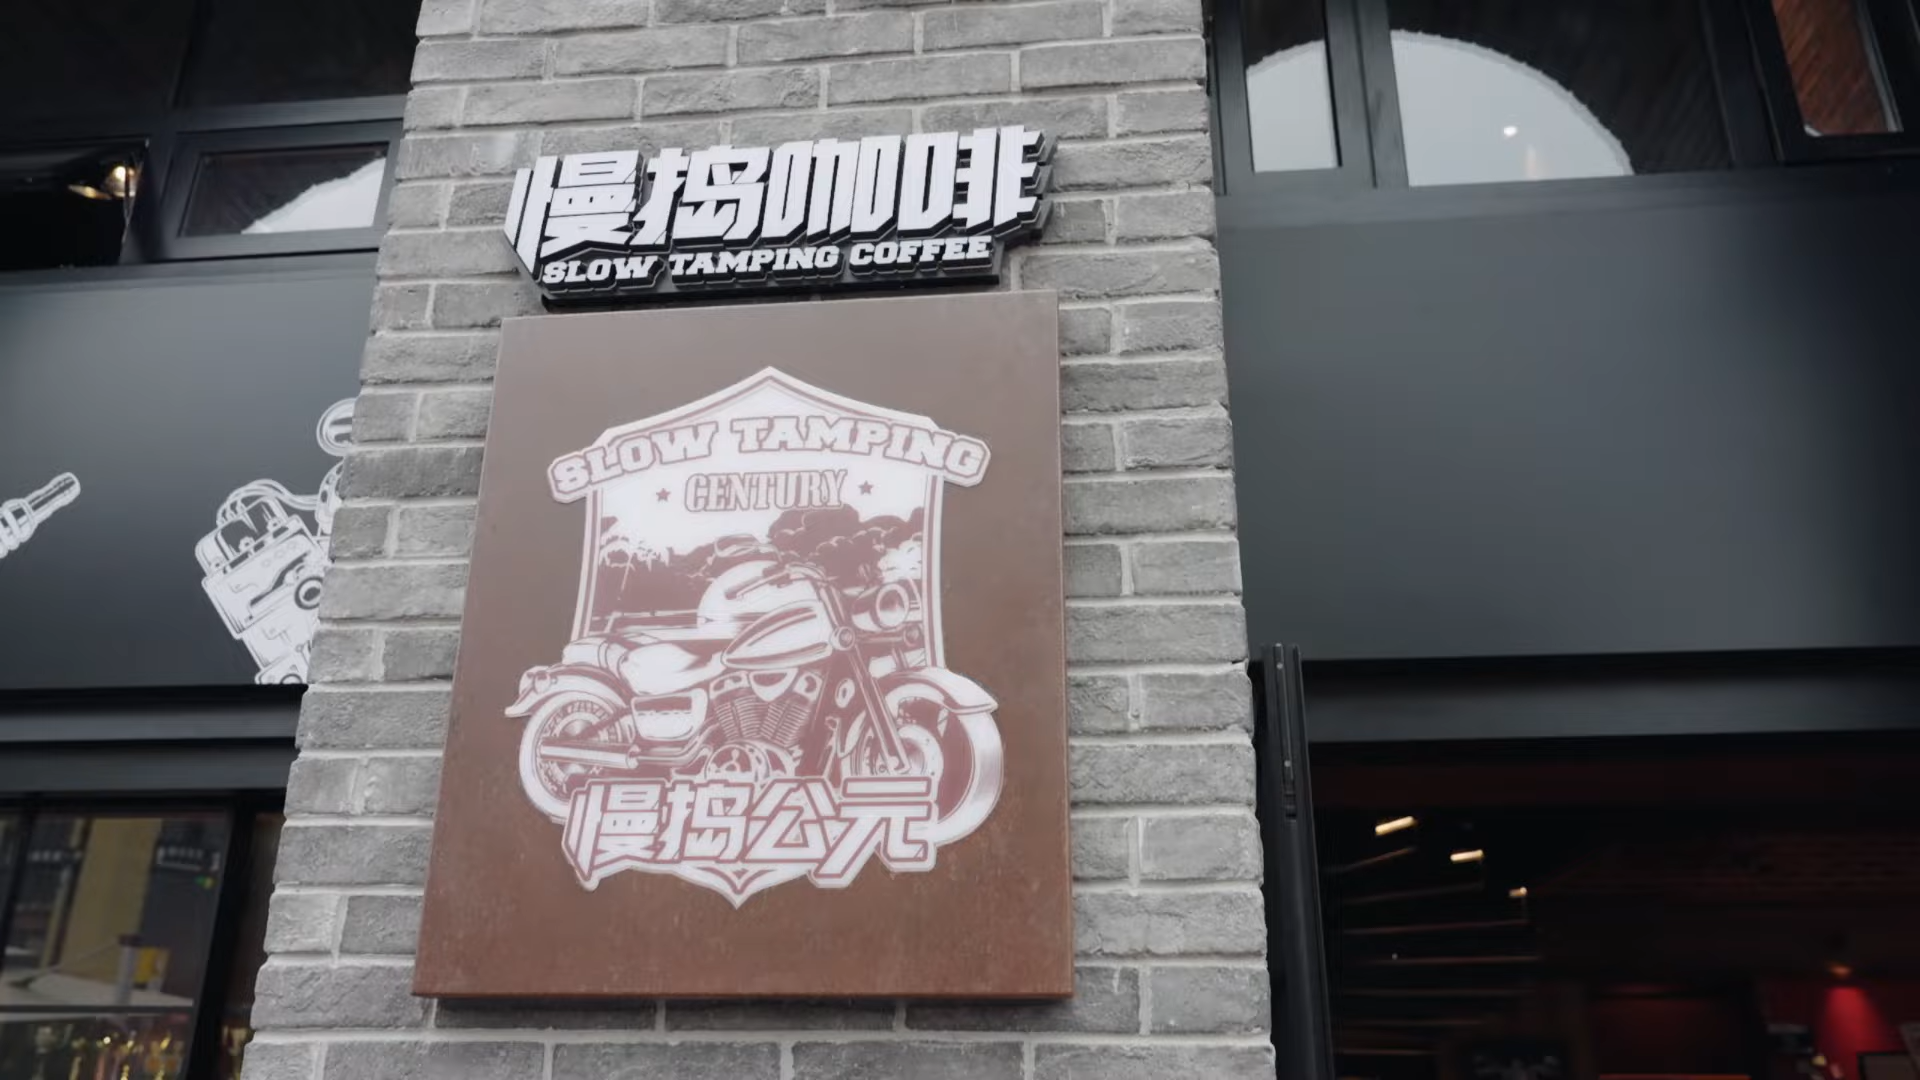 慢捣咖啡
SLOW TAMPING COFFEE
SLOW TAMPING
CENTURY
慢捣公元